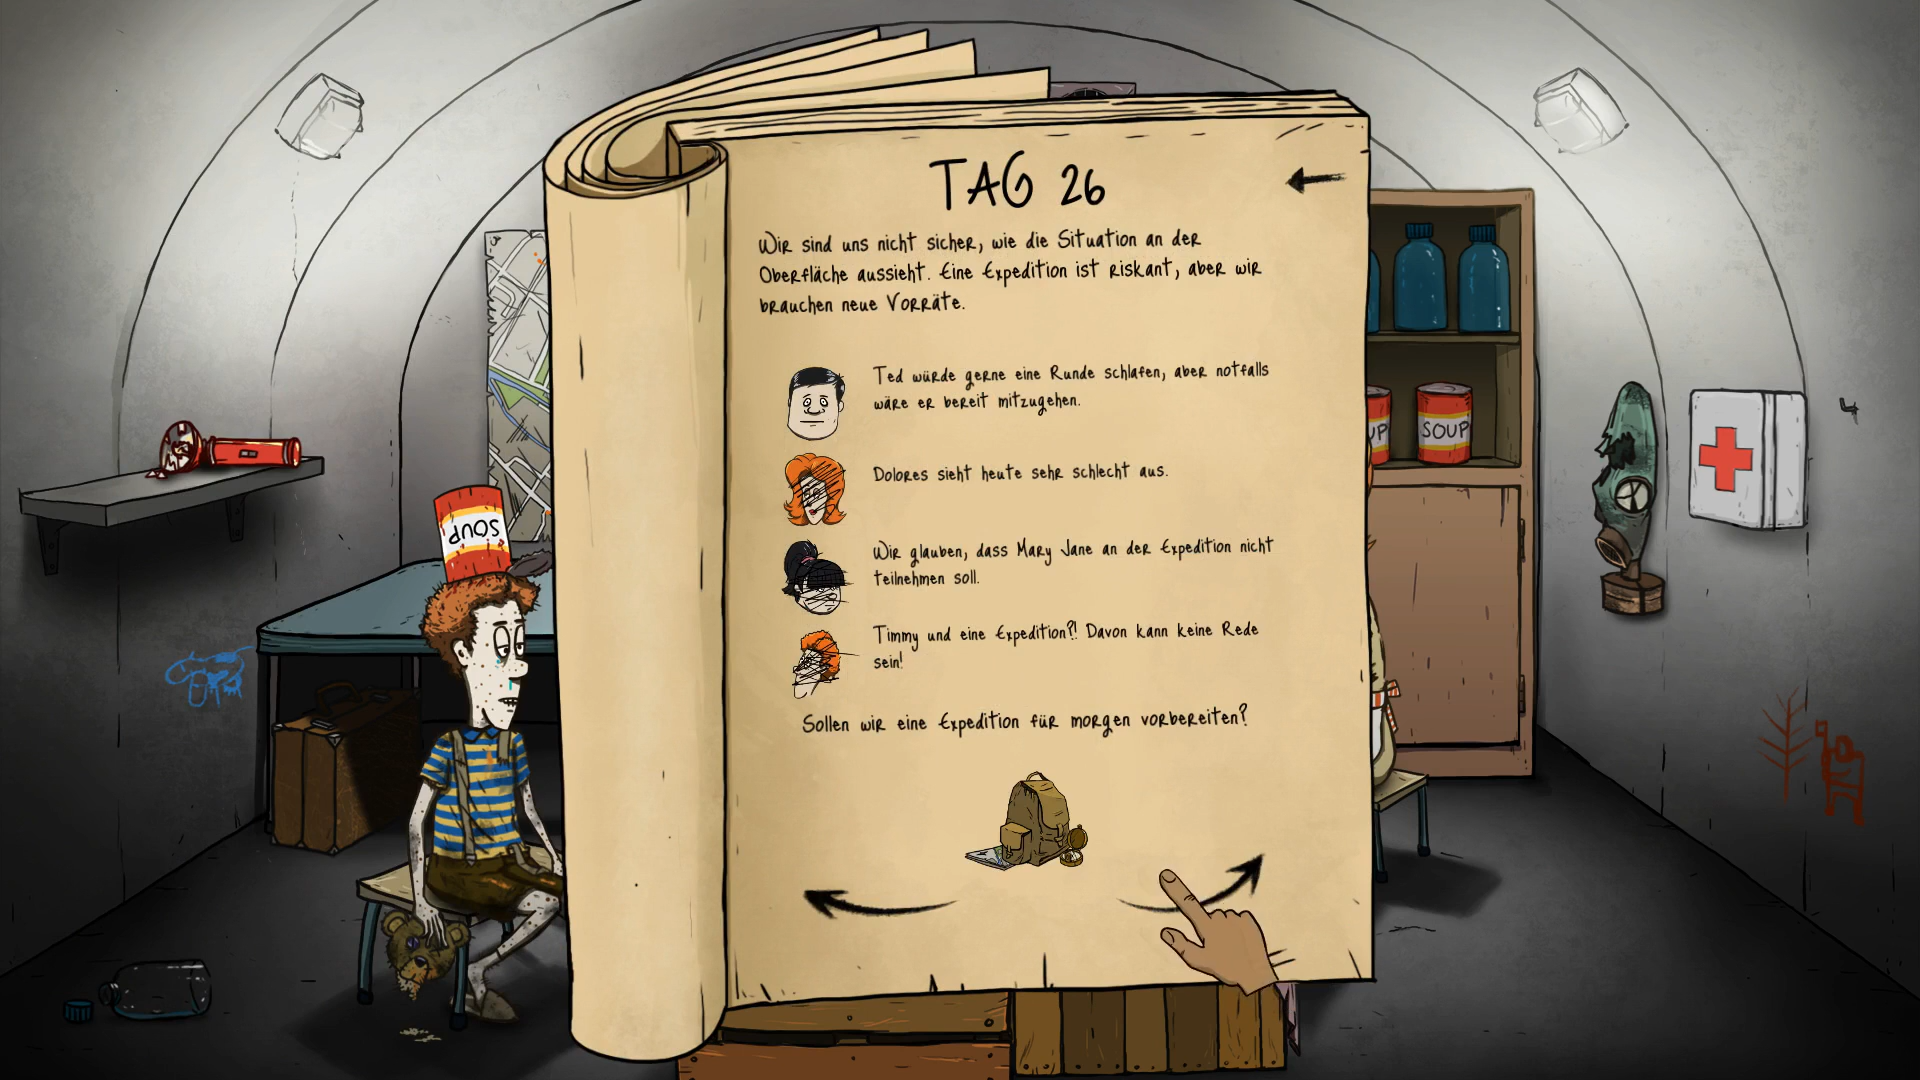 TAG 26
Wir sind uns nicht sicher, wie die Situation an der
Oberfläche aussieht. Eine Expedition ist riskant, aber wir
brauchen neue Vorräte.
Ted würde gerne eine Runde schlafen, aber notfalls
wäre er bereit mitzugehen.
Dolores sieht heute sehr schlecht aus.
Wir glauben, dass Mary Jane an der Expedition nicht
teilnehmen soll.
Timmy und eine Expedition?! Davon kann keine Rede
sein!
Sollen wir eine Expedition für morgen vorbereiten?
SOUP
UP
SOUP